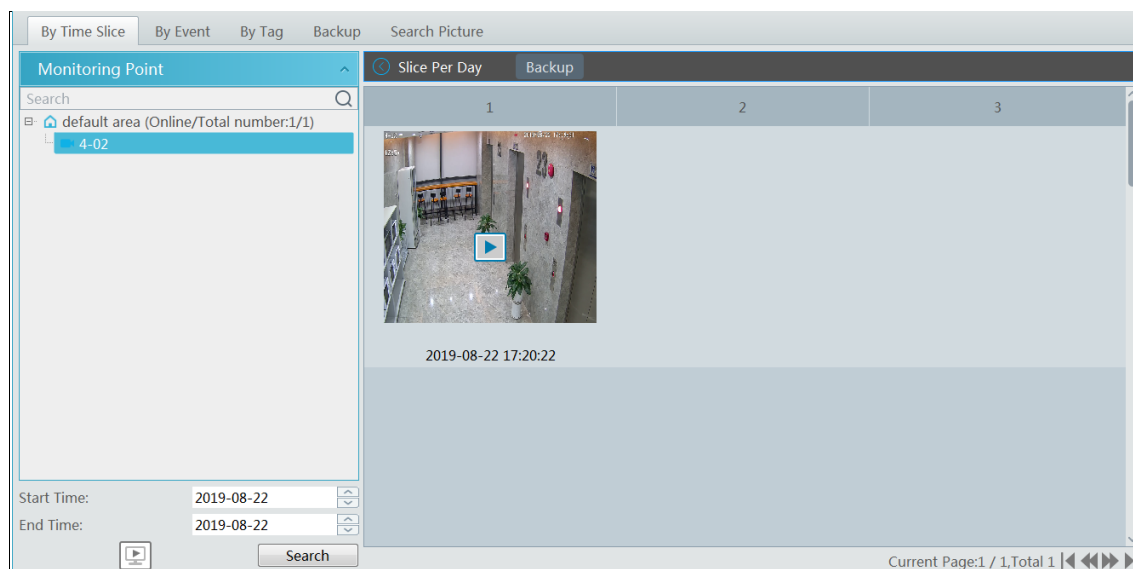 By Time Slice By Event By Tag Backup Search Picture
Monitoring Point
Search
default area (Online/Total number:1/1)
4-02
Start Time: 2019-08-22
End Time: 2019-08-22
Search
Slice Per Day Backup
1 2 3
23
2019-08-22 17:20:22
Current Page:1 / 1,Total 1